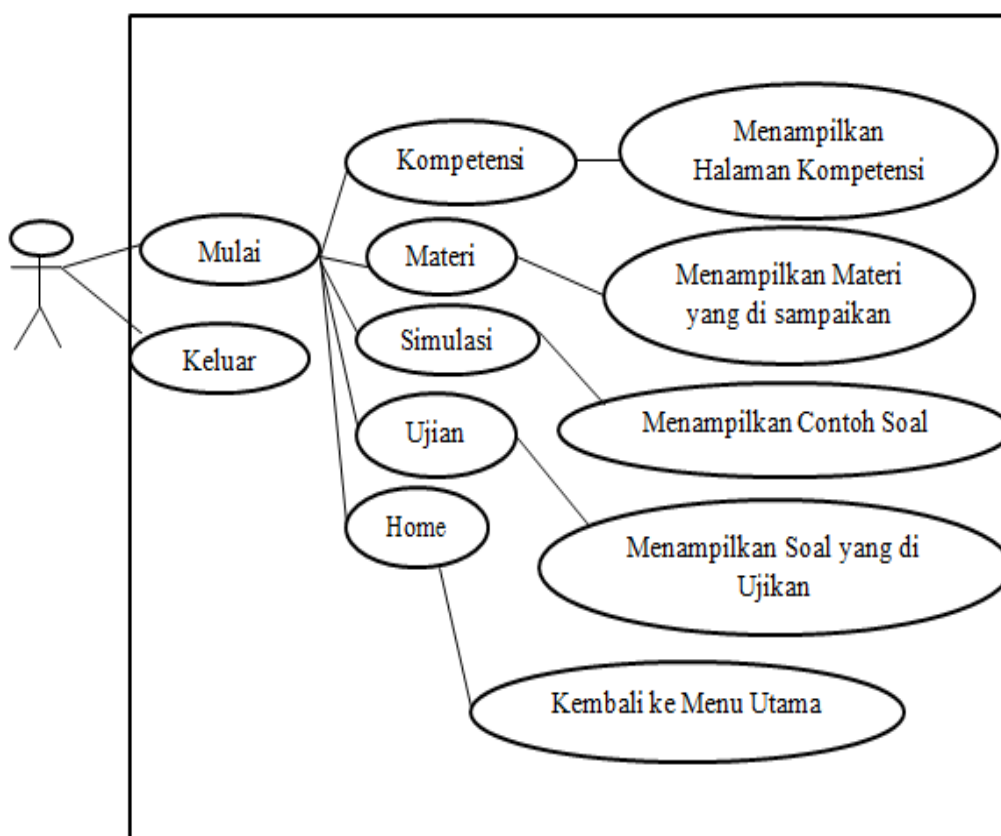 Kompetensi
Menampilkan
Halaman Kompetensi
Mulai
Materi
Menampilkan Materi
yang di sampaikan
Keluar
Simulasi
Menampilkan Contoh Soal
Ujian
Home
Menampilkan Soal yang di
Ujikan
Kembali ke Menu Utama